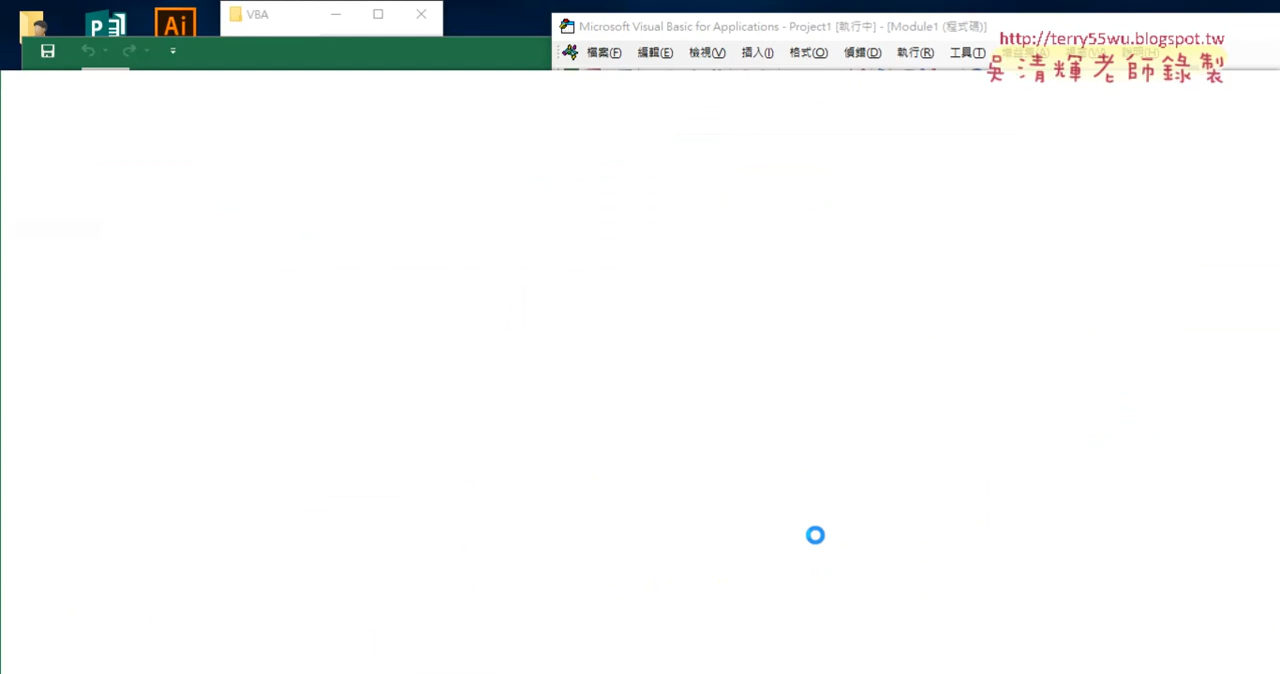 VBA
P
Ai
Microsoft Visual Basic for Applications - Project1 [執行中] - [Module1 (程式碼)]
http://terry55wu.blogspot.tw
檔案(F) 編輯(E) 檢視(V) 插入(I) 格式(O) 偵錯(D) 執行(R) 工具(T)
吳清輝老師錄製